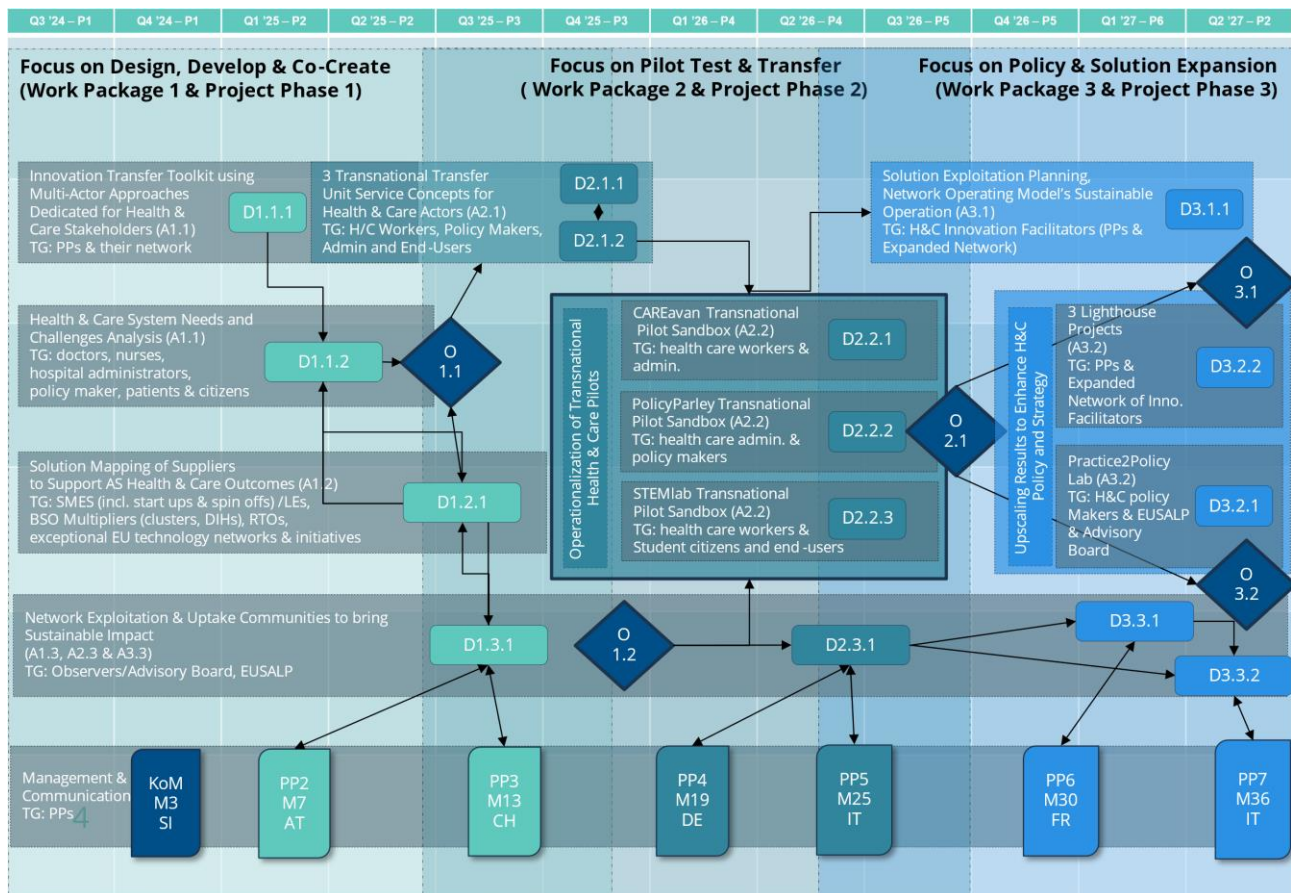 Q3 '24 – P1
Q4 '24 – P1
Q1 '25 – P2
Q2 '25 – P2
Q3 '25 – P3
Q4 '25 – P3
Q1 '26 – P4
Q2 '26 – P4
Q3 '26 – P5
Q4 '26 – P5
Q1 '27 – P6
Q2 '27 – P2
Focus on Design, Develop & Co-Create
(Work Package 1 & Project Phase 1)
Focus on Pilot Test & Transfer
( Work Package 2 & Project Phase 2)
Focus on Policy & Solution Expansion
(Work Package 3 & Project Phase 3)
Innovation Transfer Toolkit using
Multi-Actor Approaches
Dedicated for Health &
Care Stakeholders (A1.1)
TG: PPs & their network
D1.1.1
3 Transnational Transfer
Unit Service Concepts for
Health & Care Actors (A2.1)
TG: H/C Workers, Policy Makers,
Admin and End -Users
D2.1.1
D2.1.2
Solution Exploitation Planning,
Network Operating Model's Sustainable
Operation (A3.1)
TG: H&C Innovation Facilitators (PPs &
Expanded Network)
D3.1.1
O
3.1
Health & Care System Needs and
Challenges Analysis (A1.1)
TG: doctors, nurses,
hospital administrators,
policy maker, patients & citizens
D1.1.2
O
1.1
Operationalization of Transnational
Health & Care Pilots
CAREavan Transnational
Pilot Sandbox (A2.2)
TG: health care workers &
admin.
D2.2.1
PolicyParley Transnational
Pilot Sandbox (A2.2)
TG: health care admin. &
policy makers
D2.2.2
STEMlab Transnational
Pilot Sandbox (A2.2)
TG: health care workers &
Student citizens and end -users
D2.2.3
O
2.1
Upscaling Results to Enhance H&C
Policy and Strategy
3 Lighthouse
Projects
(A3.2)
TG: PPs &
Expanded
Network of Inno.
Facilitators
D3.2.2
Practice2Policy
Lab (A3.2)
TG: H&C policy
Makers & EUSALP
& Advisory
Board
D3.2.1
O
3.2
Solution Mapping of Suppliers
to Support AS Health & Care Outcomes (A1.2)
TG: SMES (incl. start ups & spin offs) /LEs,
BSO Multipliers (clusters, DIHs), RTOs,
exceptional EU technology networks & initiatives
D1.2.1
Network Exploitation & Uptake Communities to bring
Sustainable Impact
(A1.3, A2.3 & A3.3)
TG: Observers/Advisory Board, EUSALP
D1.3.1
O
1.2
D2.3.1
D3.3.1
D3.3.2
Management &
Communication
TG: PPs
4
KoM
M3
SI
PP2
M7
AT
PP3
M13
CH
PP4
M19
DE
PP5
M25
IT
PP6
M30
FR
PP7
M36
IT